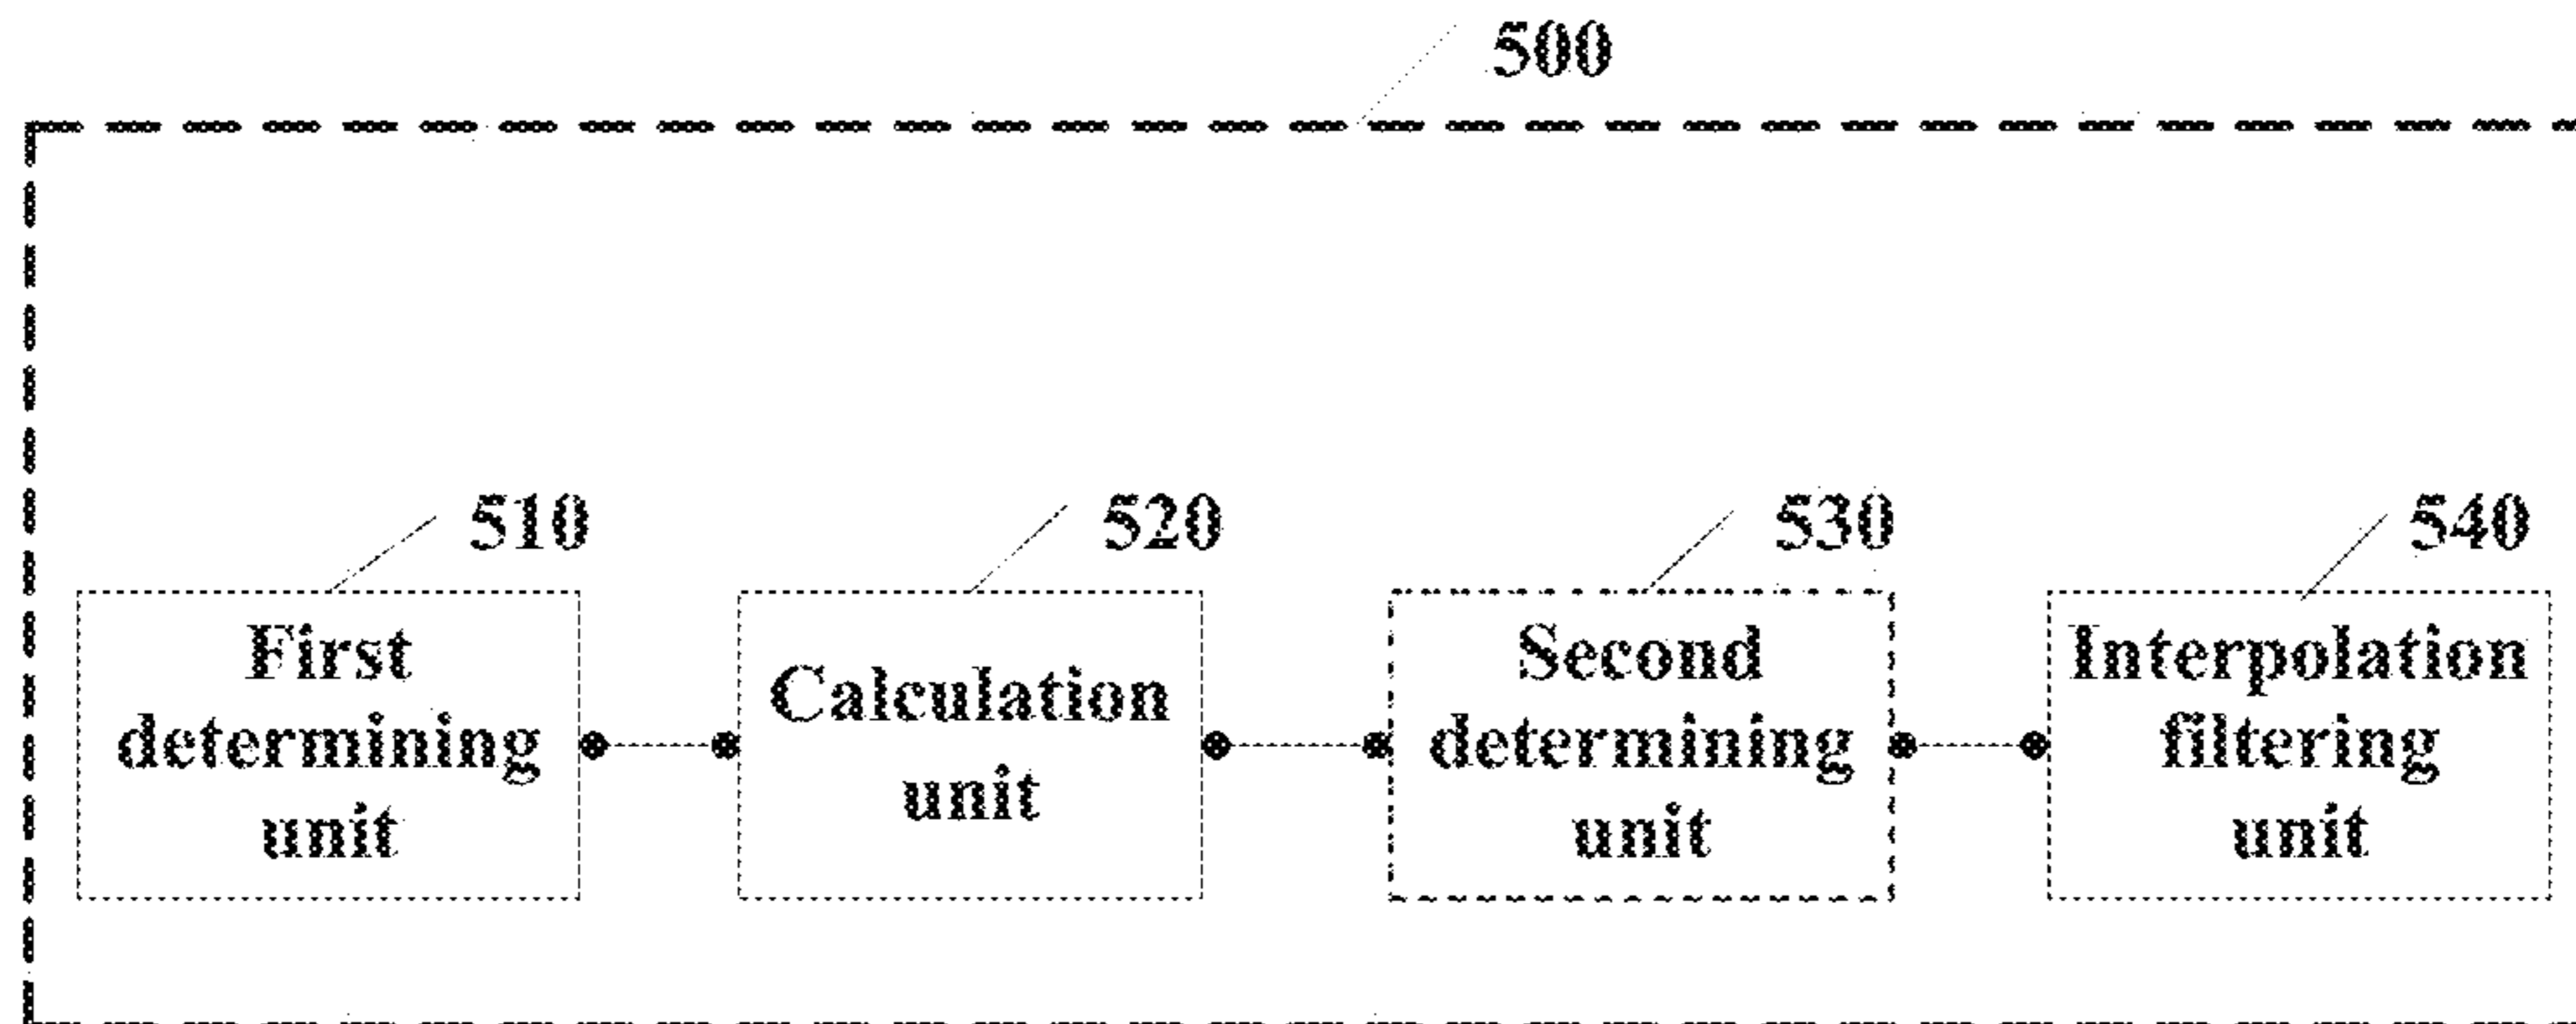 500
510
520
530
540
First
determining
unit
Calculation
unit
Second
determining
unit
Interpolation
filtering
unit